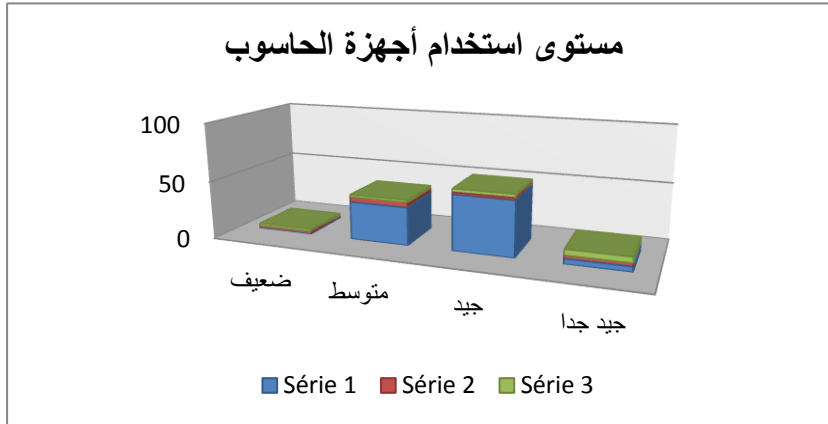 مستوى استخدام أجهزة الحاسوب
100
50
0
ضعيف
متوسط
جيد
جيد جدا
Série 1 Série 2 Série 3